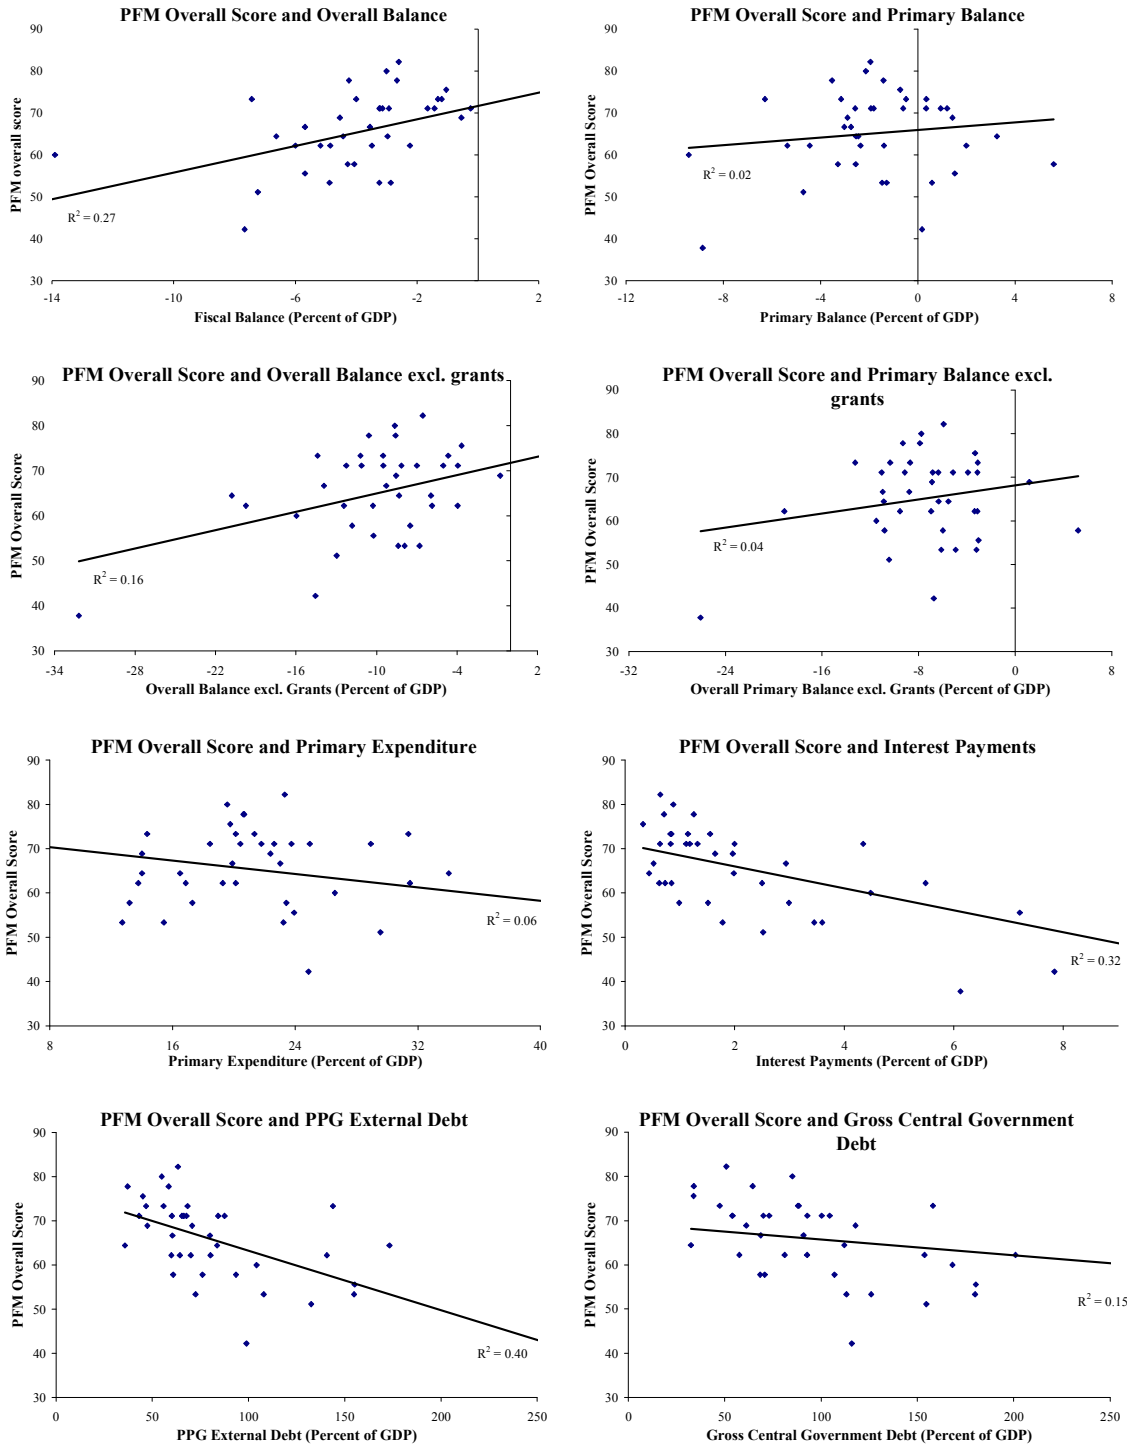 PFM Overall Score and Overall Balance
90
80
70
60
50
40
30
PFM overall score
R² = 0.27
-14 -10 -6 -2 2
Fiscal Balance (Percent of GDP)
PFM Overall Score and Primary Balance
90
80
70
60
50
40
30
PFM Overall Score
R² = 0.02
-12 -8 -4 0 4 8
Primary Balance (Percent of GDP)
PFM Overall Score and Overall Balance excl. grants
90
80
70
60
50
40
30
PFM Overall Score
R² = 0.16
-34 -28 -22 -16 -10 -4 2
Overall Balance excl. Grants (Percent of GDP)
PFM Overall Score and Primary Balance excl.
grants
90
80
70
60
50
40
30
PFM Overall Score
R² = 0.04
-32 -24 -16 -8 0 8
Overall Primary Balance excl. Grants (Percent of GDP)
PFM Overall Score and Primary Expenditure
90
80
70
60
50
40
30
PFM Overall Score
R² = 0.06
8 16 24 32 40
Primary Expenditure (Percent of GDP)
PFM Overall Score and Interest Payments
90
80
70
60
50
40
30
PFM Overall Score
R² = 0.32
0 2 4 6 8
Interest Payments (Percent of GDP)
PFM Overall Score and PPG External Debt
90
80
70
60
50
40
30
PFM Overall Score
R² = 0.40
0 50 100 150 200 250
PPG External Debt (Percent of GDP)
PFM Overall Score and Gross Central Government
Debt
90
80
70
60
50
40
30
PFM Overall Score
R² = 0.15
0 50 100 150 200 250
Gross Central Government Debt (Percent of GDP)